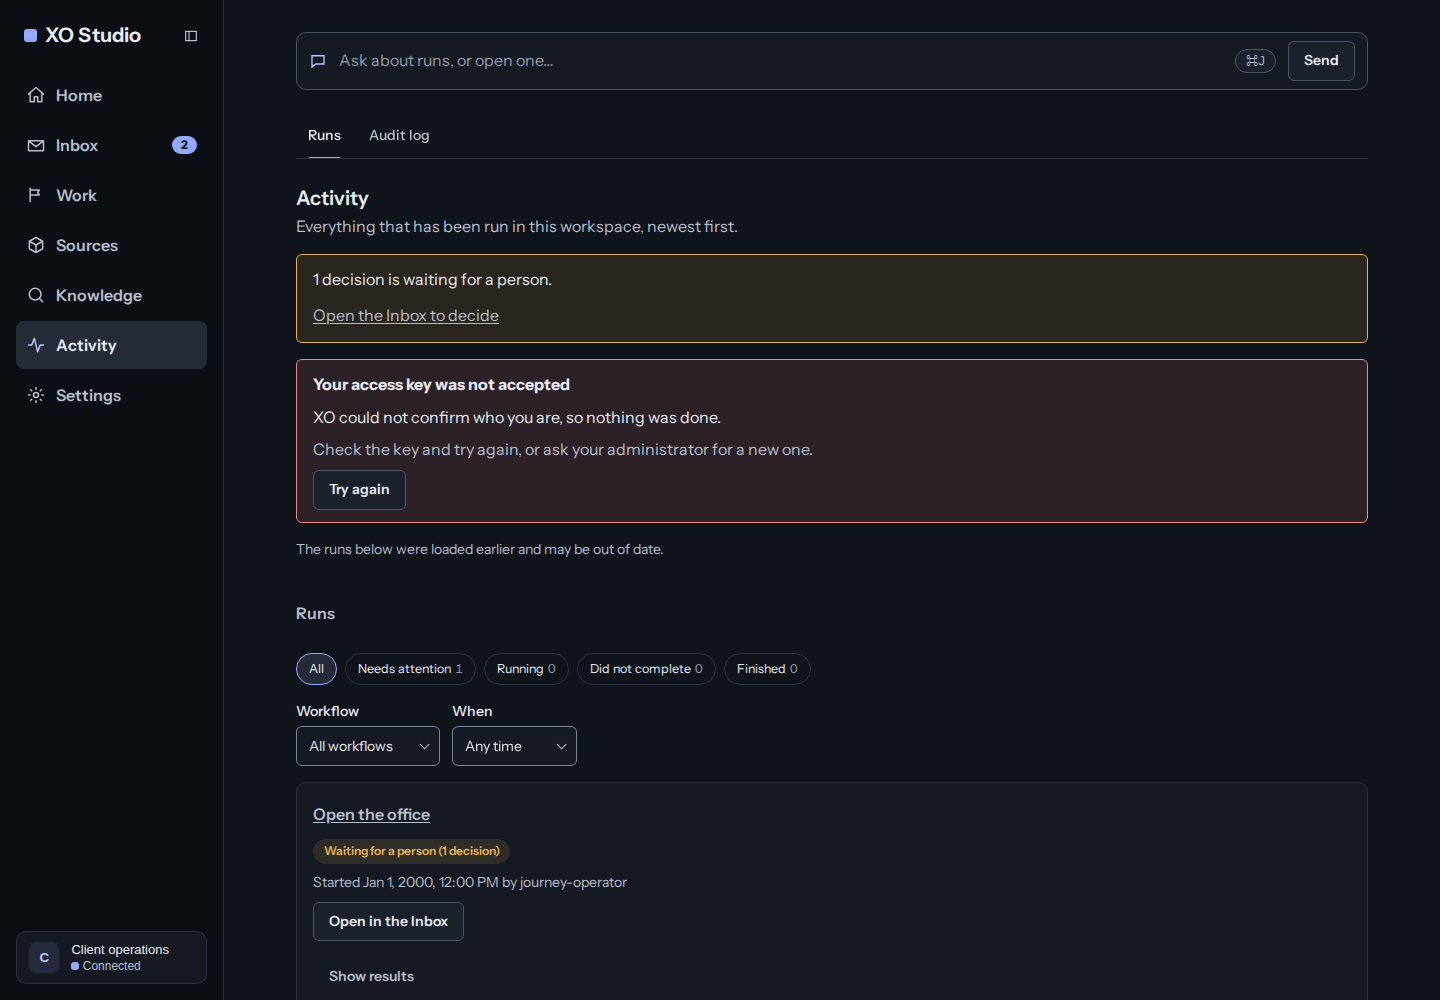 XO Studio
Home
Inbox 2
Work
Sources
Knowledge
Activity
Settings
C
Client operations
Connected
Ask about runs, or open one...
⌘J
Send
Runs
Audit log
Activity
Everything that has been run in this workspace, newest first.
1 decision is waiting for a person.
Open the Inbox to decide
Your access key was not accepted
XO could not confirm who you are, so nothing was done.
Check the key and try again, or ask your administrator for a new one.
Try again
The runs below were loaded earlier and may be out of date.
Runs
All
Needs attention 1
Running 0
Did not complete 0
Finished 0
Workflow
When
All workflows
Any time
Open the office
Waiting for a person (1 decision)
Started Jan 1, 2000, 12:00 PM by journey-operator
Open in the Inbox
Show results